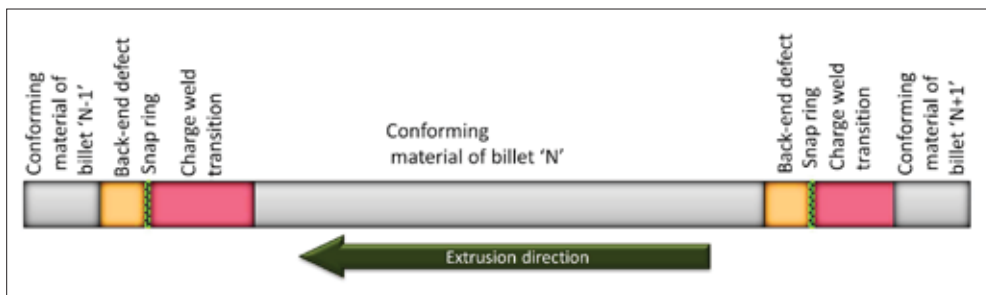 Conforming
material of
billet ‘N-1’
Back-end defect
Snap ring
Charge weld
transition
Conforming
material of billet ‘N’
Back-end defect
Snap ring
Charge weld
transition
Conforming
material of
billet ‘N+1’
Extrusion direction